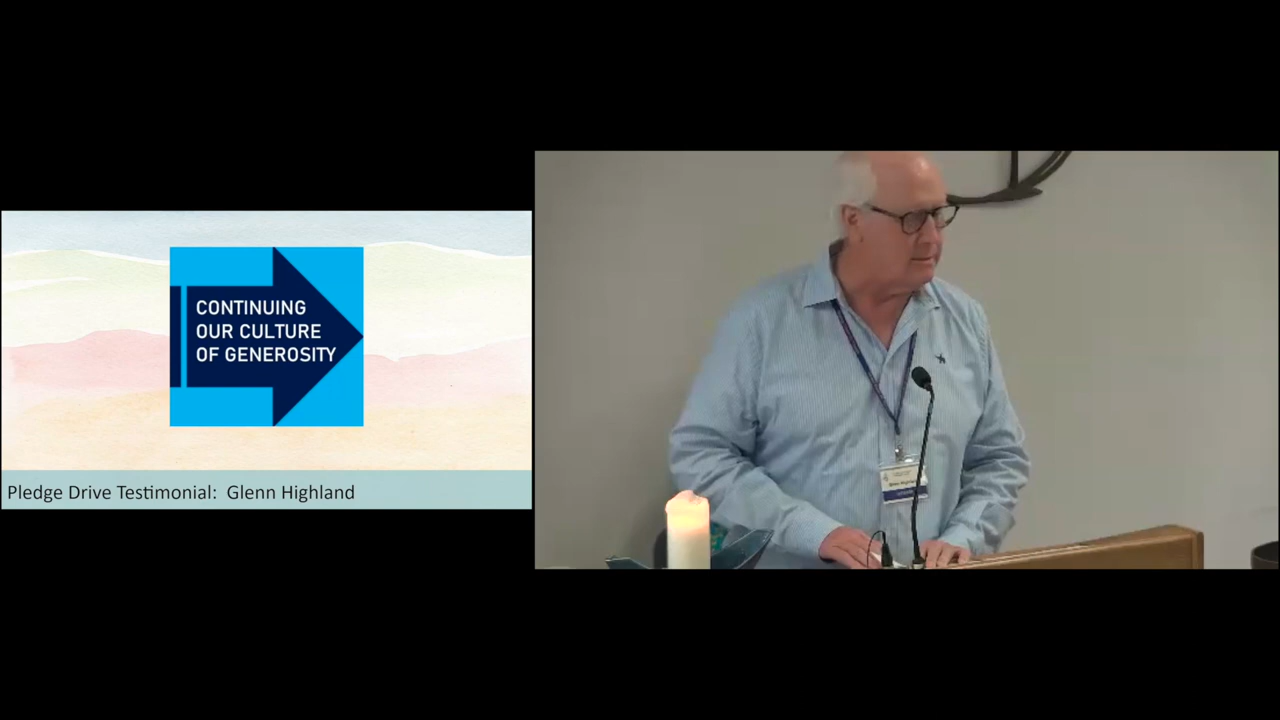 CONTINUING
OUR CULTURE
OF GENEROSITY
Pledge Drive Testimonial:  Glenn Highland